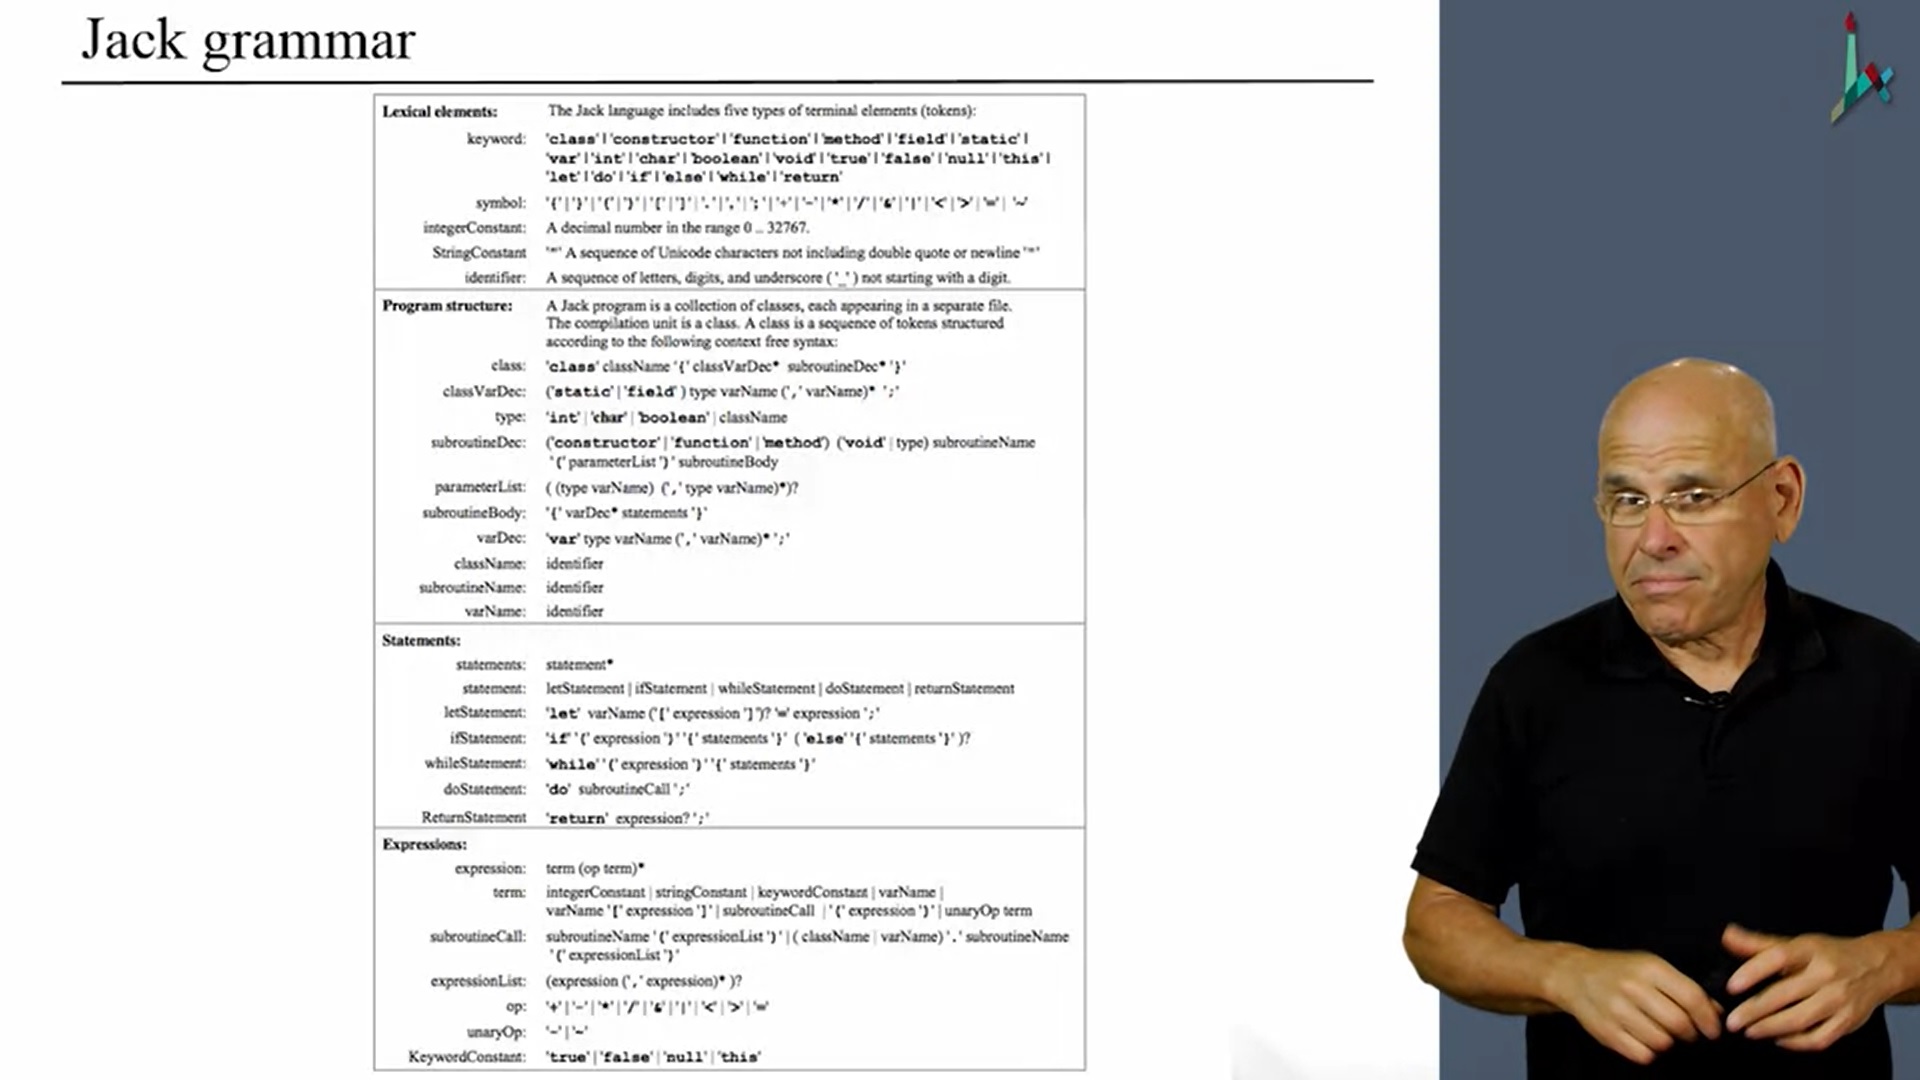 Jack grammar
Lexical elements: The Jack language includes five types of terminal elements (tokens):
keyword: 'class'|'constructor'|'function'|'method'|'field'|'static'|
'var'|'int'|'char'|'boolean'|'void'|'true'|'false'|'null'|'this'|
'let'|'do'|'if'|'else'|'while'|'return'
symbol: '{'|'}'|'('|')'|'['|']'|'.'|','|';'|'+'|'-'|'*'|'/'|'&'|'|'|'<'|'>'|'='|'~'
integerConstant: A decimal number in the range 0 .. 32767.
StringConstant '"' A sequence of Unicode characters not including double quote or newline '"'
identifier: A sequence of letters, digits, and underscore ('_') not starting with a digit.
Program structure: A Jack program is a collection of classes, each appearing in a separate file.
The compilation unit is a class. A class is a sequence of tokens structured
according to the following context free syntax:
class: 'class' className '{' classVarDec* subroutineDec* '}'
classVarDec: ('static'|'field') type varName (',' varName)* ';'
type: 'int'|'char'|'boolean'|className
subroutineDec: ('constructor'|'function'|'method') ('void'|type) subroutineName
'(' parameterList ')' subroutineBody
parameterList: ( (type varName) (',' type varName)*)?
subroutineBody: '{' varDec* statements '}'
varDec: 'var' type varName (',' varName)* ';'
className: identifier
subroutineName: identifier
varName: identifier
Statements:
statements: statement*
statement: letStatement | ifStatement | whileStatement | doStatement | returnStatement
letStatement: 'let' varName ('[' expression ']')? '=' expression ';'
ifStatement: 'if' '(' expression ')' '{' statements '}' ('else' '{' statements '}' )?
whileStatement: 'while' '(' expression ')' '{' statements '}'
doStatement: 'do' subroutineCall ';'
ReturnStatement 'return' expression? ';'
Expressions:
expression: term (op term)*
term: integerConstant | stringConstant | keywordConstant | varName |
varName '[' expression ']' | subroutineCall | '(' expression ')' | unaryOp term
subroutineCall: subroutineName '(' expressionList ')' | ( className | varName) '.' subroutineName
'(' expressionList ')'
expressionList: (expression (',' expression)* )?
op: '+'|'-'|'*'|'/'|'&'|'|'|'<'|'>'|'='
unaryOp: '-'|'~'
KeywordConstant: 'true'|'false'|'null'|'this'